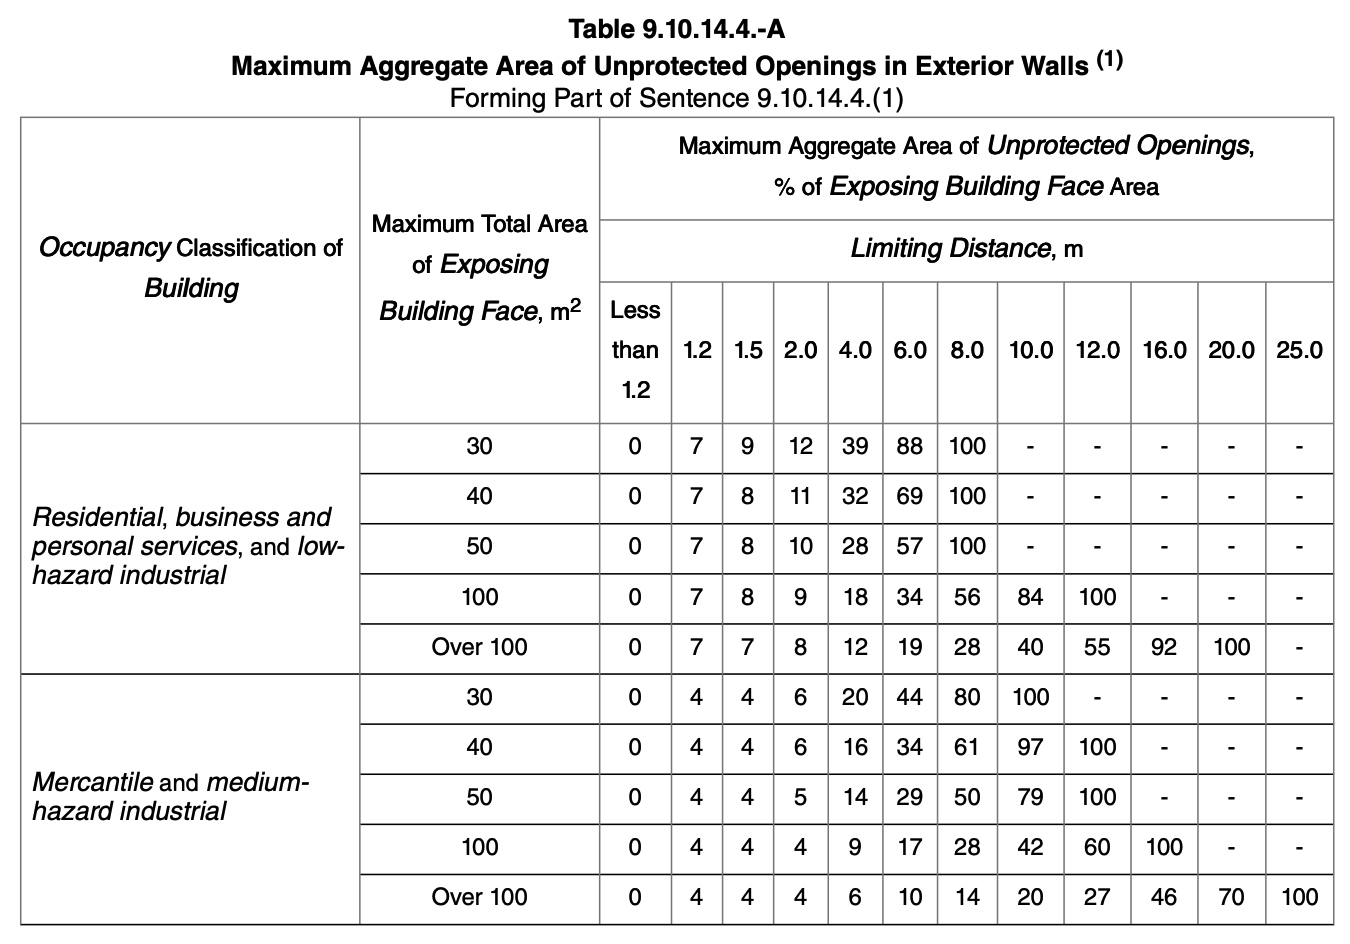 Table 9.10.14.4.-A
Maximum Aggregate Area of Unprotected Openings in Exterior Walls (1)
Forming Part of Sentence 9.10.14.4.(1)
Occupancy Classification of
Building
Maximum Total Area
of Exposing
Building Face, m2
Maximum Aggregate Area of Unprotected Openings,
% of Exposing Building Face Area
Limiting Distance, m
Less
than
1.2
1.2 1.5 2.0 4.0 6.0 8.0 10.0 12.0 16.0 20.0 25.0
Residential, business and
personal services, and low-
hazard industrial
30 0 7 9 12 39 88 100 - - - - -
40 0 7 8 11 32 69 100 - - - - -
50 0 7 8 10 28 57 100 - - - - -
100 0 7 8 9 18 34 56 84 100 - - -
Over 100 0 7 7 8 12 19 28 40 55 92 100 -
Mercantile and medium-
hazard industrial
30 0 4 4 6 20 44 80 100 - - - -
40 0 4 4 6 16 34 61 97 100 - - -
50 0 4 4 5 14 29 50 79 100 - - -
100 0 4 4 4 9 17 28 42 60 100 - -
Over 100 0 4 4 4 6 10 14 20 27 46 70 100